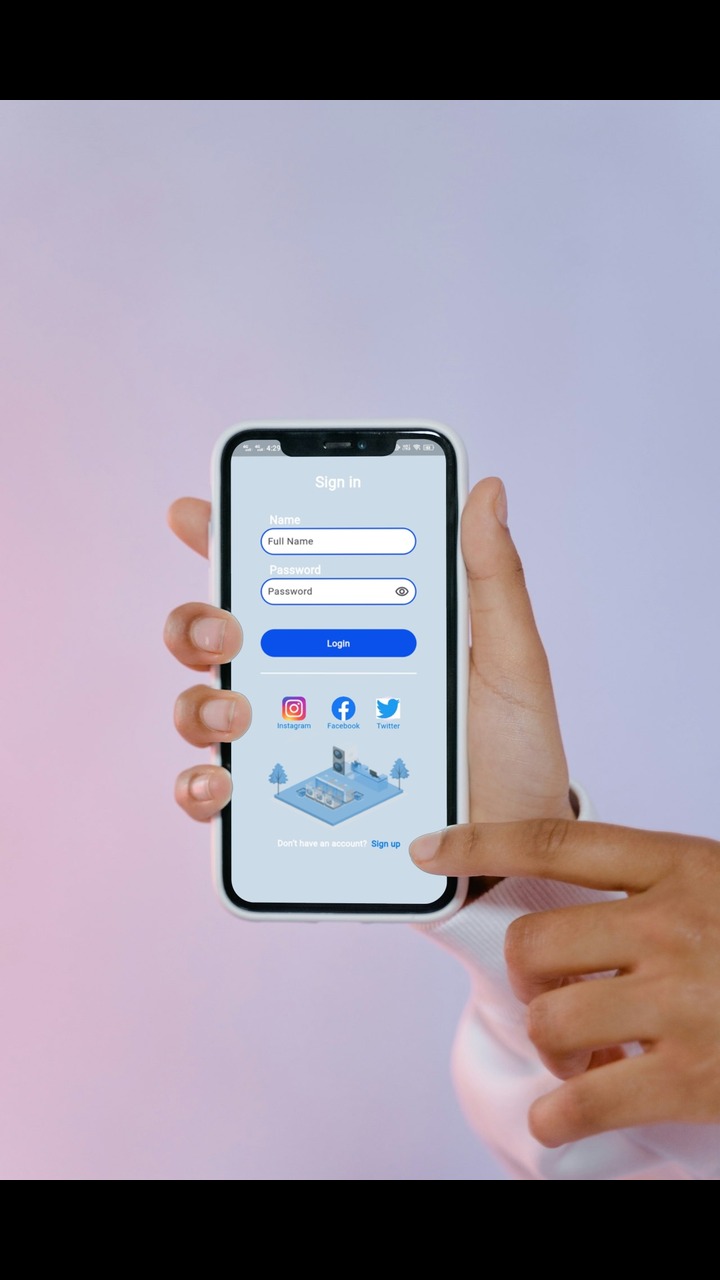 4:29
Sign in
Name
Full Name
Password
Password
Login
Instagram Facebook Twitter
Don't have an account? Sign up